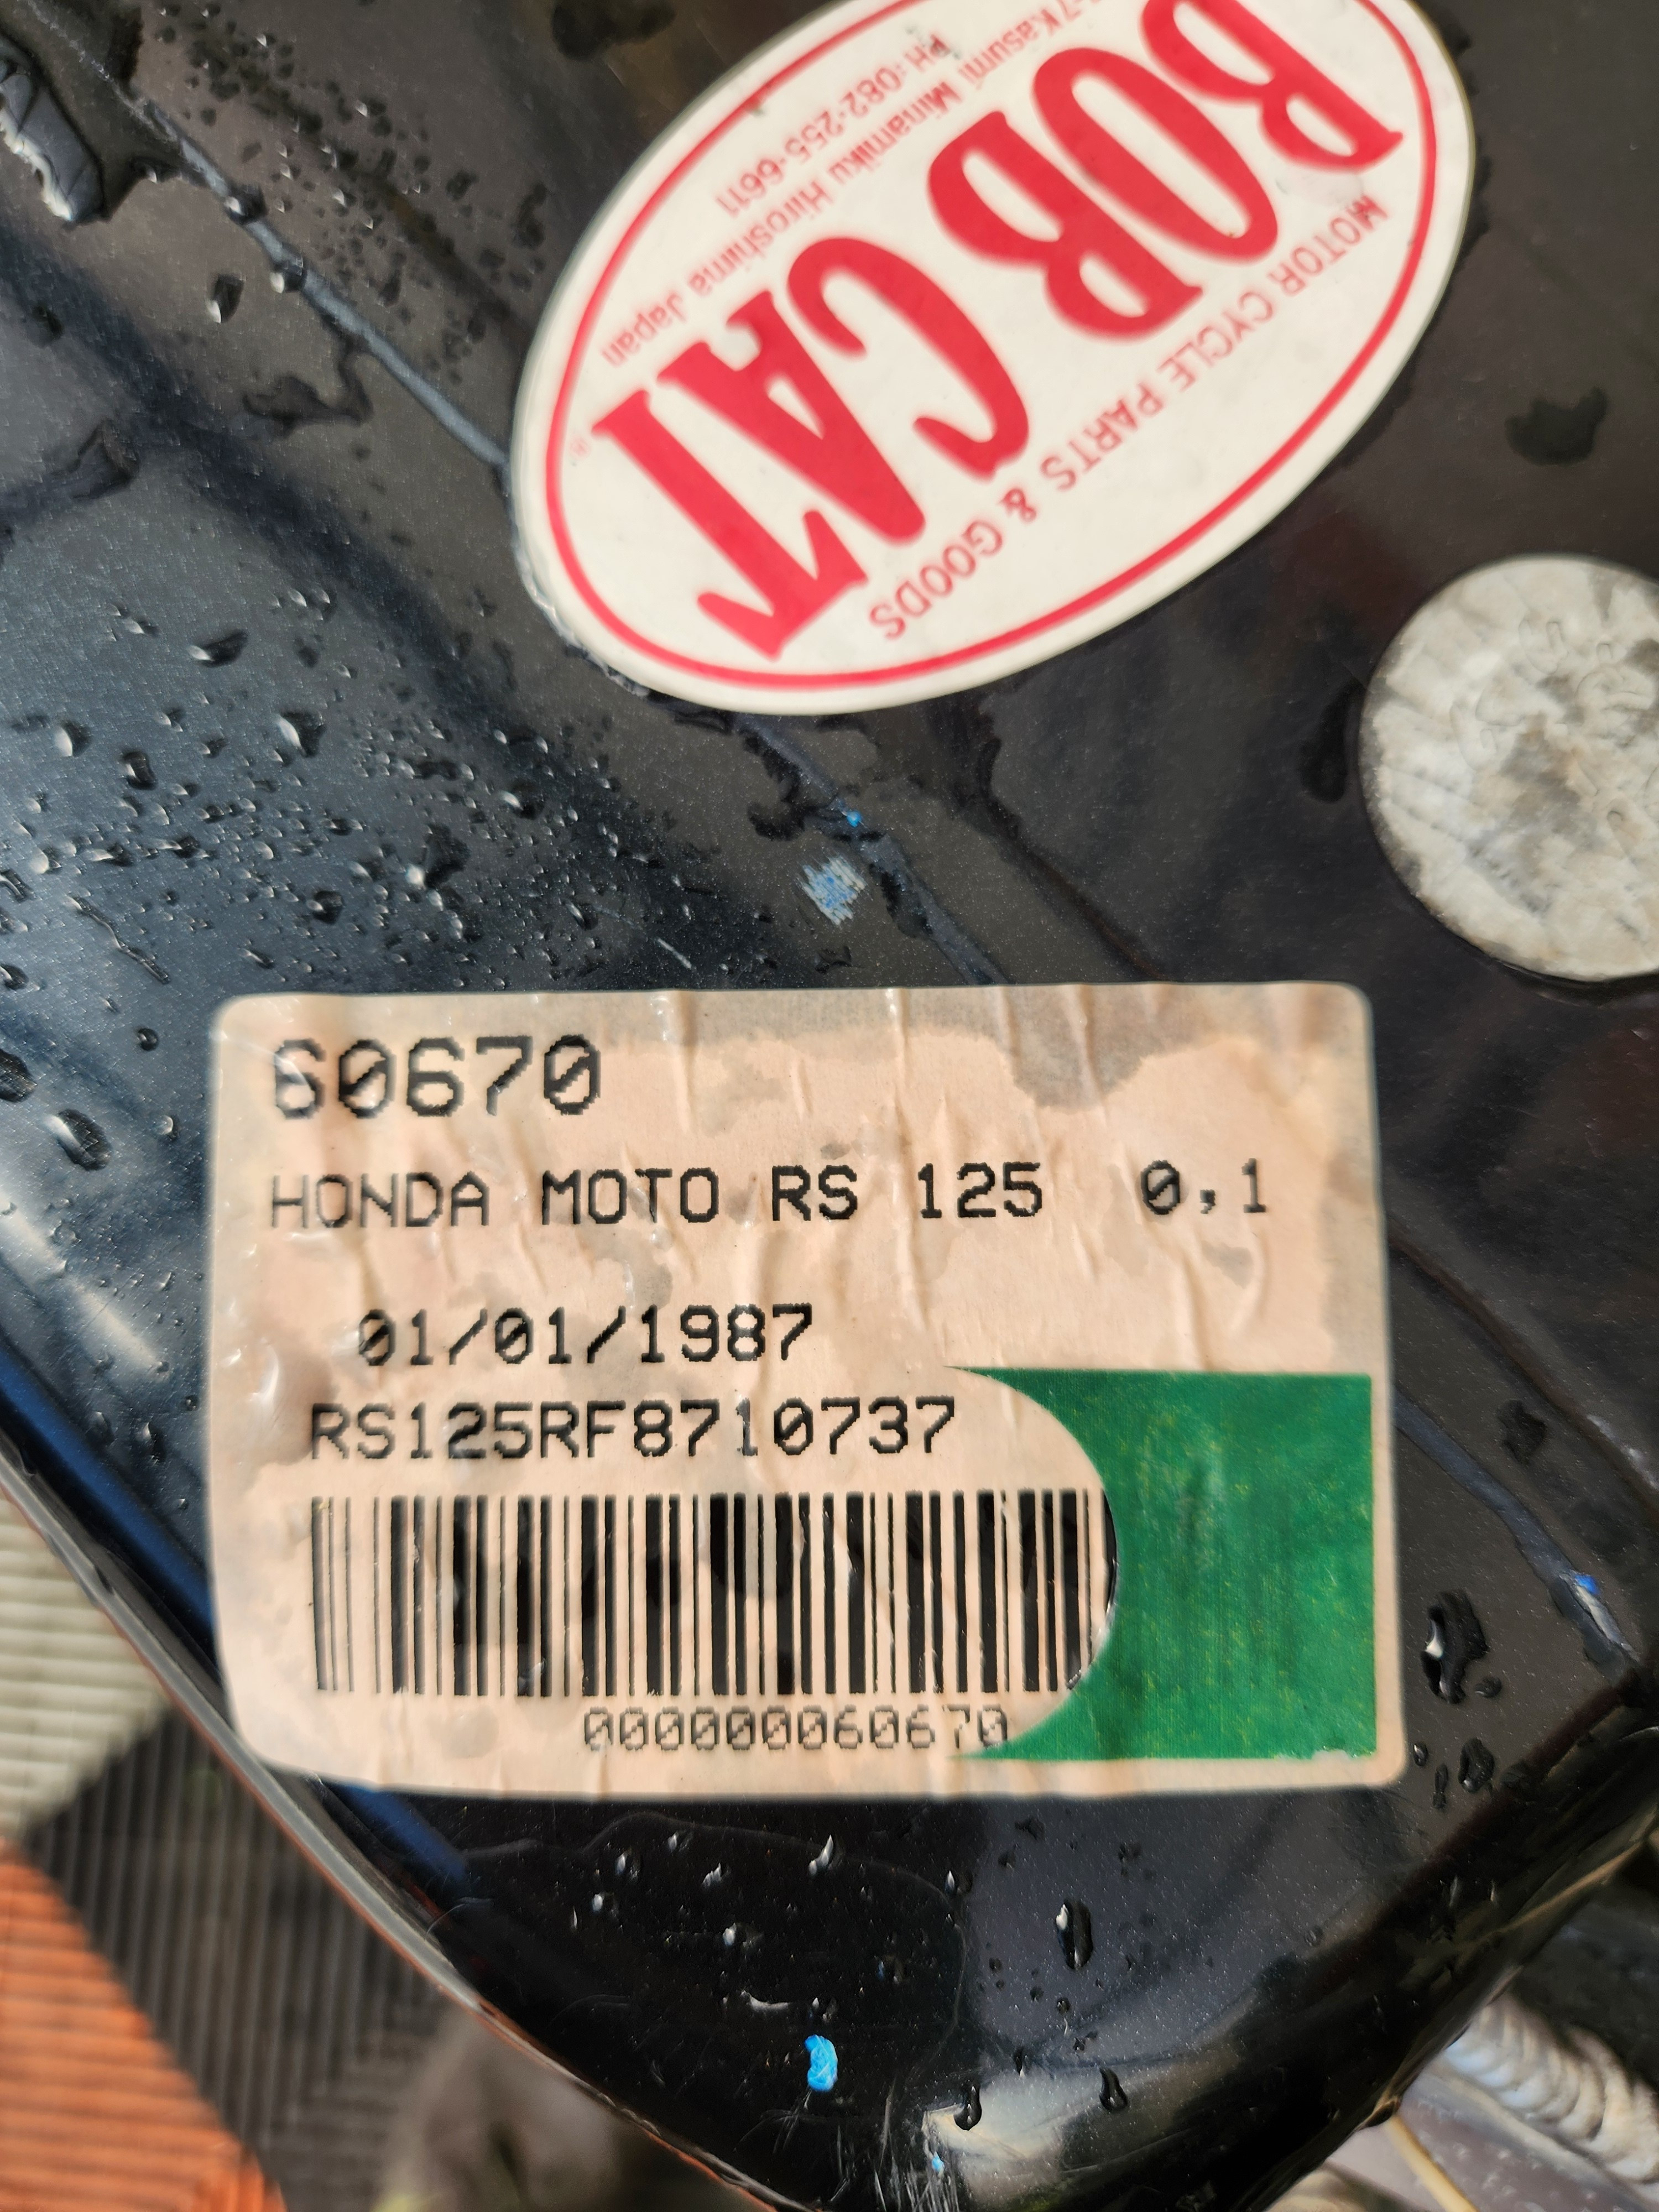 BOB CAT
MOTOR CYCLE PARTS & GOODS
Kasumi Minamiku Hiroshima Japan
PH:082-255-6611
60670
HONDA MOTO RS 125 0,1
01/01/1987
RS125RF8710737
000000060670